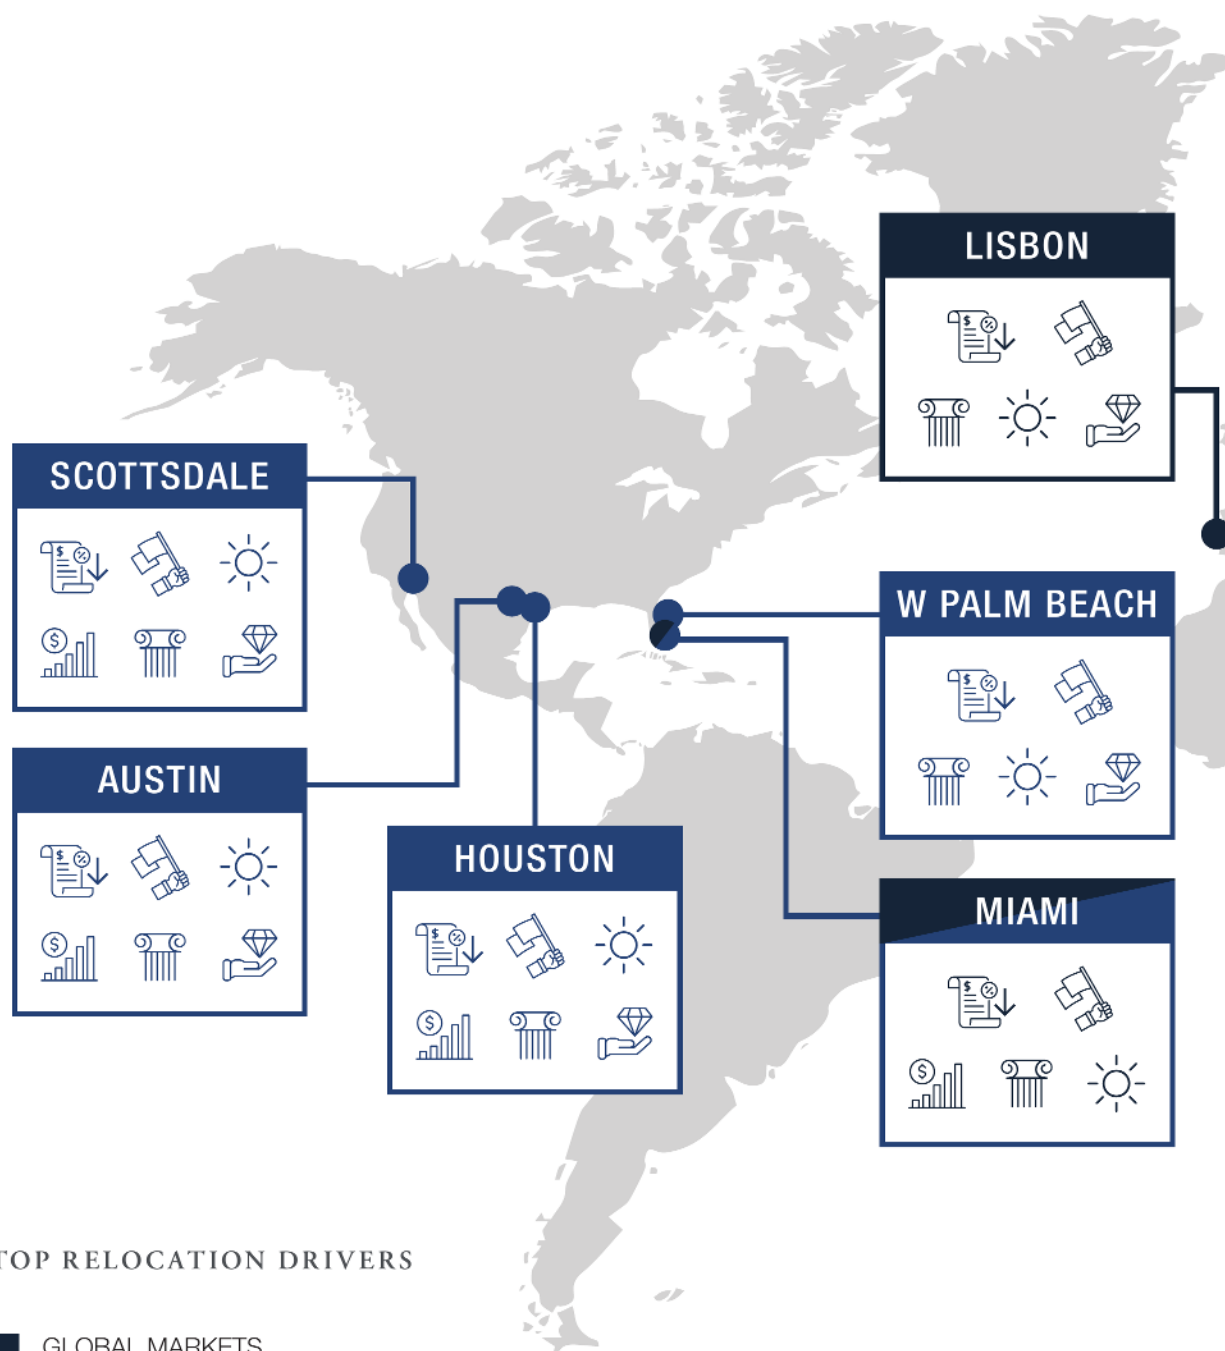 LISBON
SCOTTSDALE
W PALM BEACH
AUSTIN
HOUSTON
MIAMI
TOP RELOCATION DRIVERS
GLOBAL MARKETS